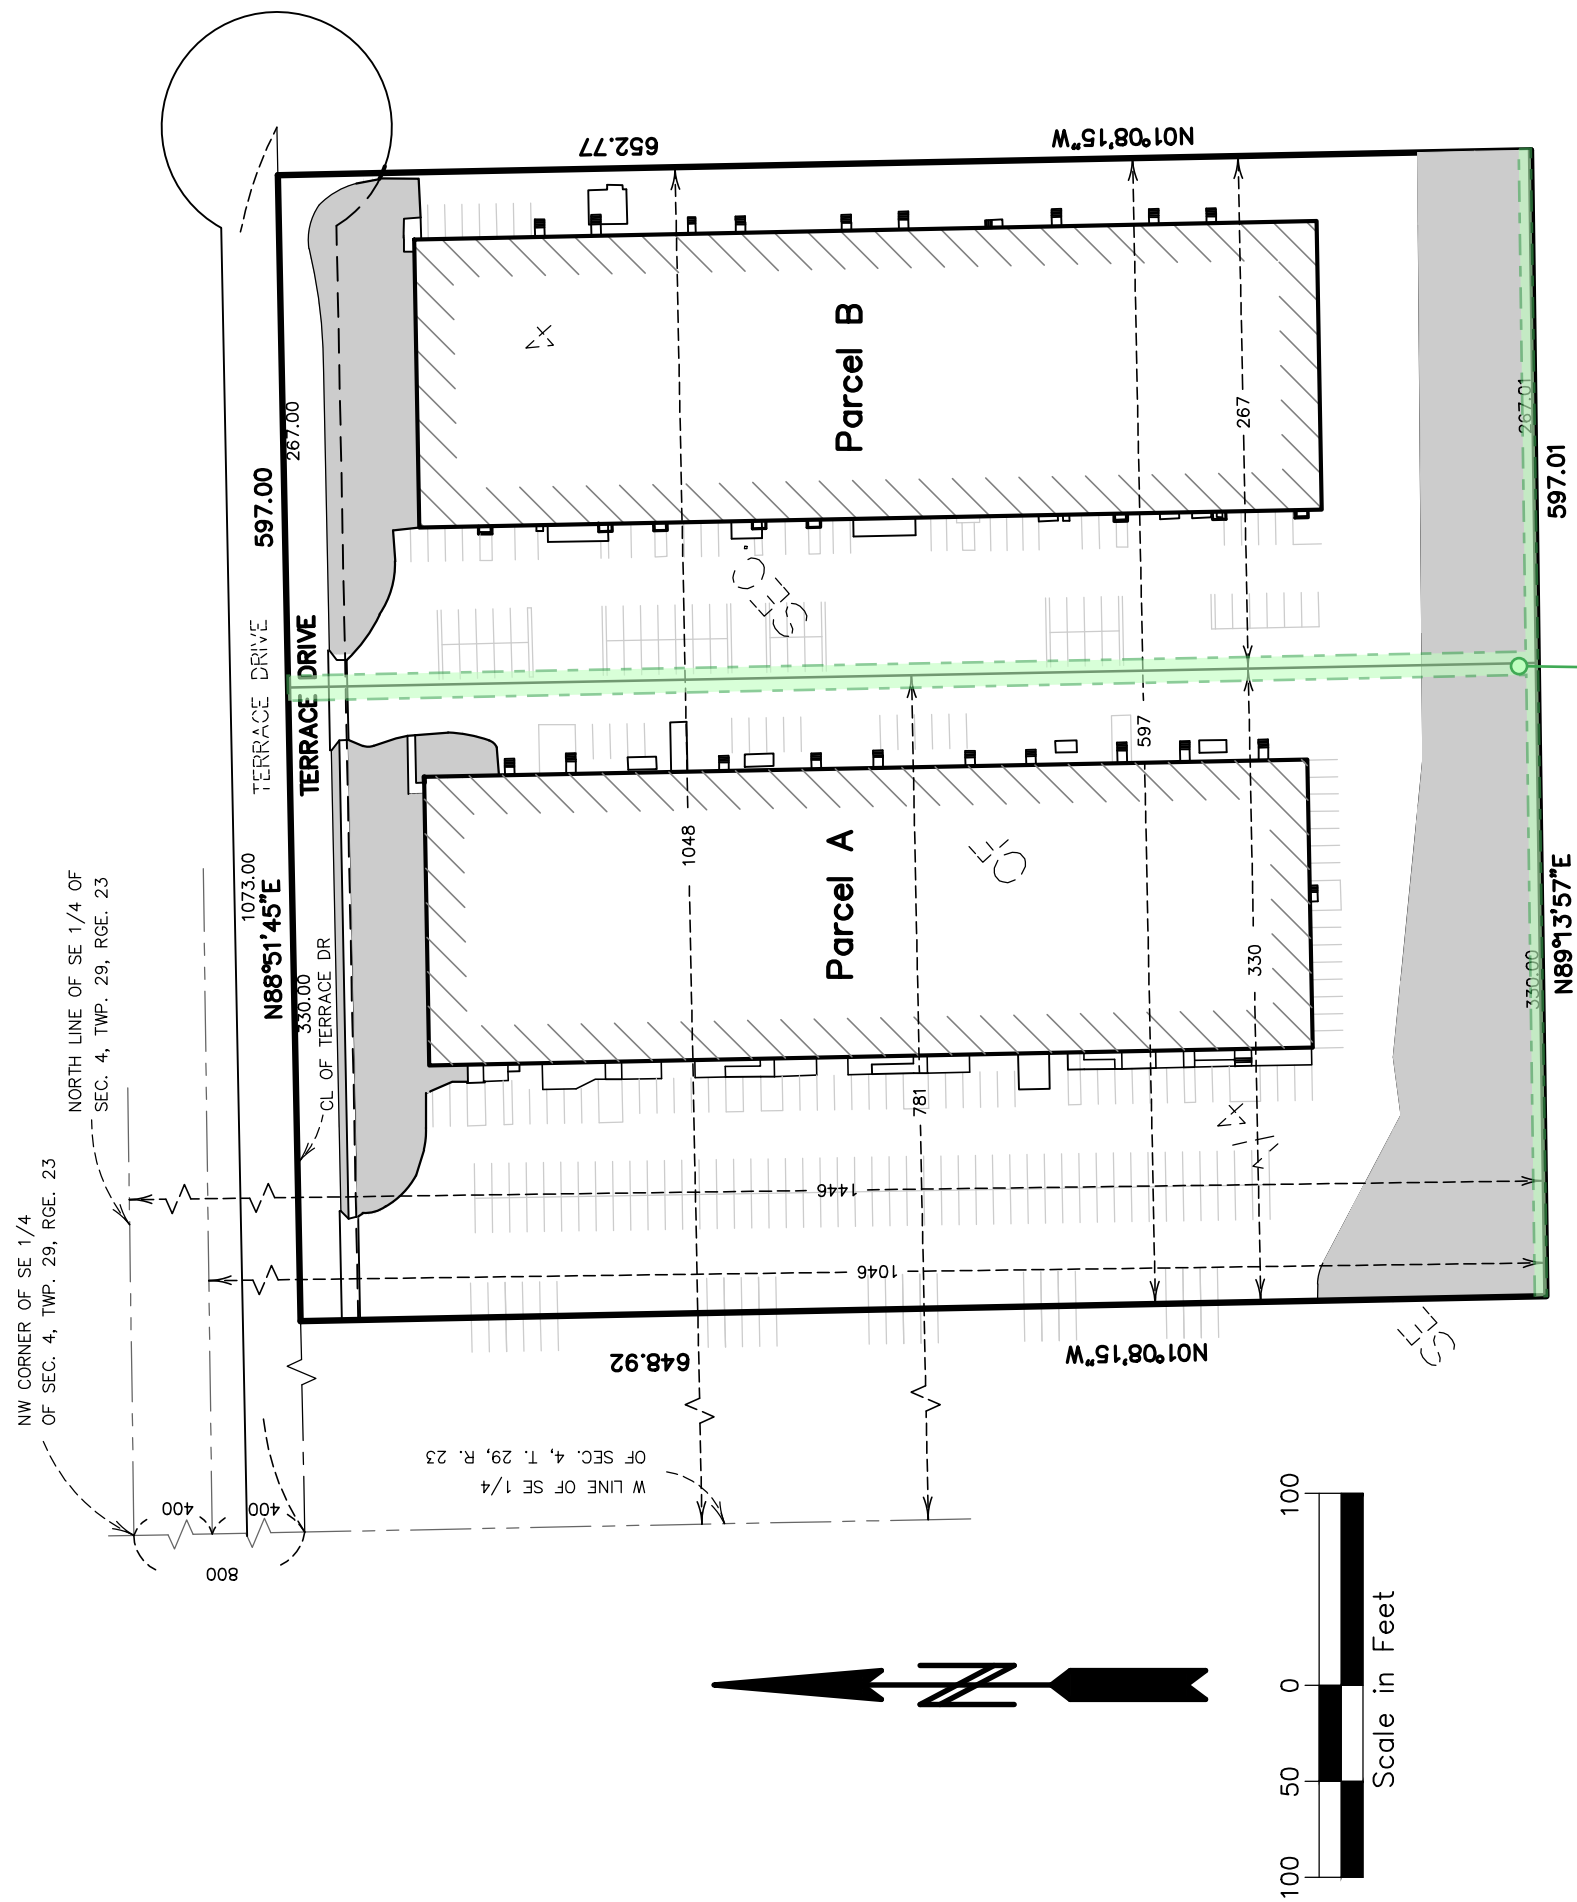 652.77
N01°08'15"W
597.00
267.00
TERRACE DRIVE
TERRACE DRIVE
1073.00
N88°51'45"E
330.00
CL OF TERRACE DR
NORTH LINE OF SE 1/4 OF
SEC. 4, TWP. 29, RGE. 23
NW CORNER OF SE 1/4
OF SEC. 4, TWP. 29, RGE. 23
Parcel B
267
267.01
597.01
SEC.
Parcel A
1048
597
330
781
OF
330.00
N89°13'57"E
1446
1046
648.92
N01°08'15"W
W LINE OF SE 1/4
OF SEC. 4, T. 29, R. 23
400
400
800
100
0
50
100
Scale in Feet